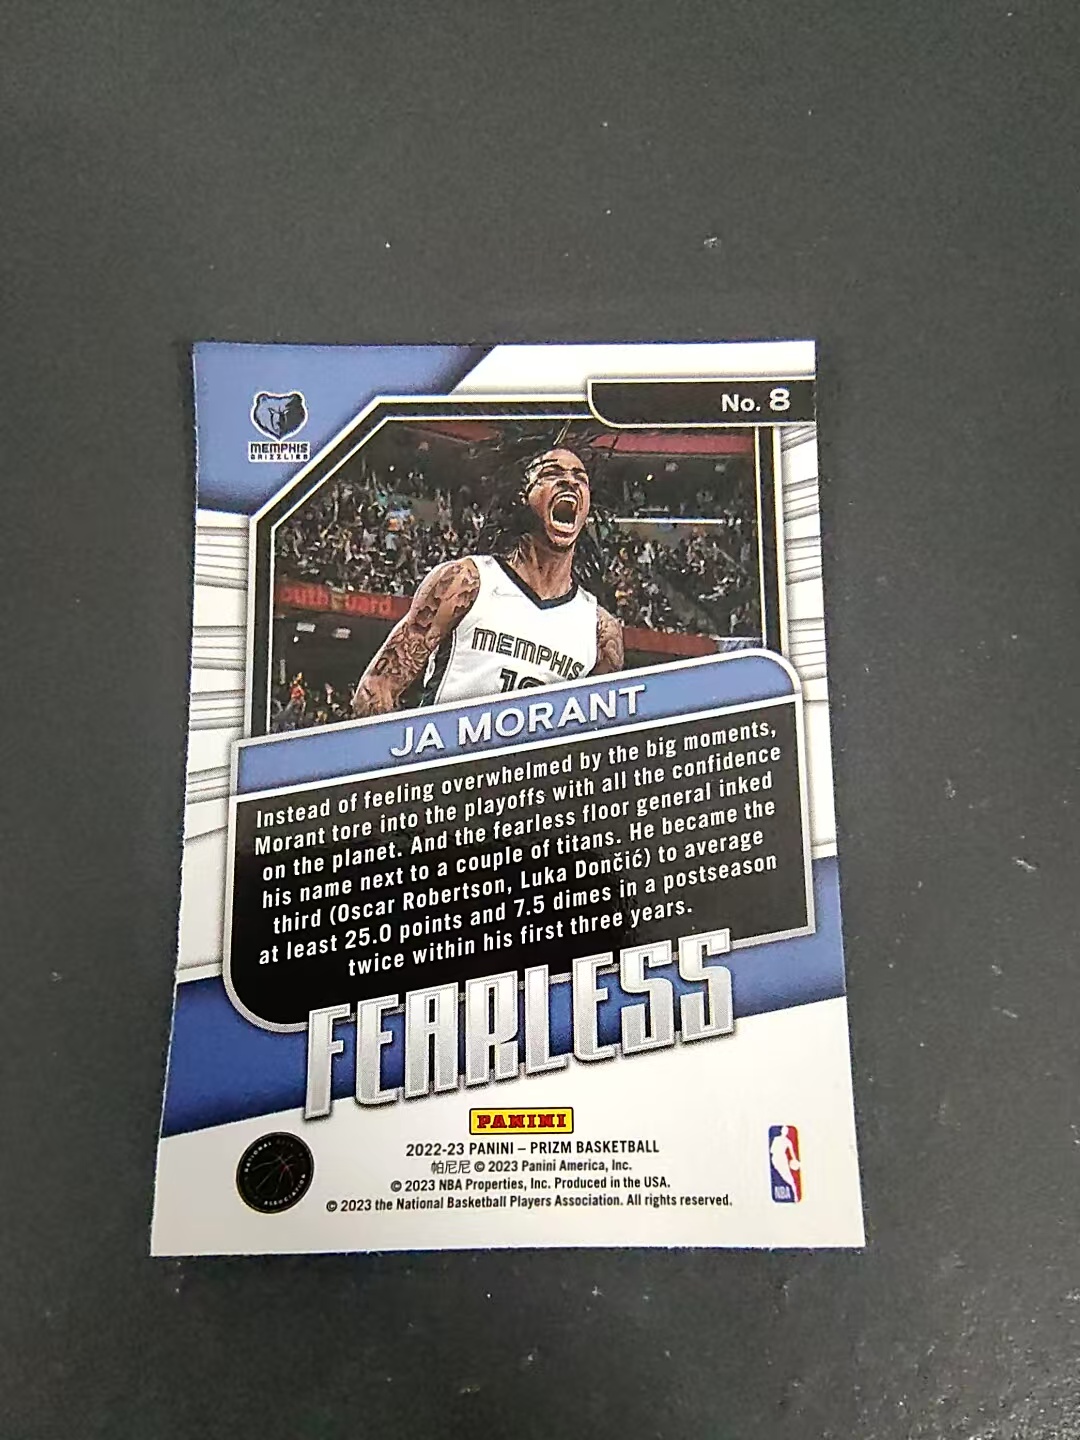 No. 8
MEMPHIS
GRIZZLIES
MEMPHIS
JA MORANT
Instead of feeling overwhelmed by the big moments,
Morant tore into the playoffs with all the confidence
on the planet. And the fearless floor general inked
his name next to a couple of titans. He became the
third (Oscar Robertson, Luka Dončić) to average
at least 25.0 points and 7.5 dimes in a postseason
twice within his first three years.
FEARLESS
PANINI
2022-23 PANINI – PRIZM BASKETBALL
帕尼尼 © 2023 Panini America, Inc.
© 2023 NBA Properties, Inc. Produced in the USA.
© 2023 the National Basketball Players Association. All rights reserved.
NBA